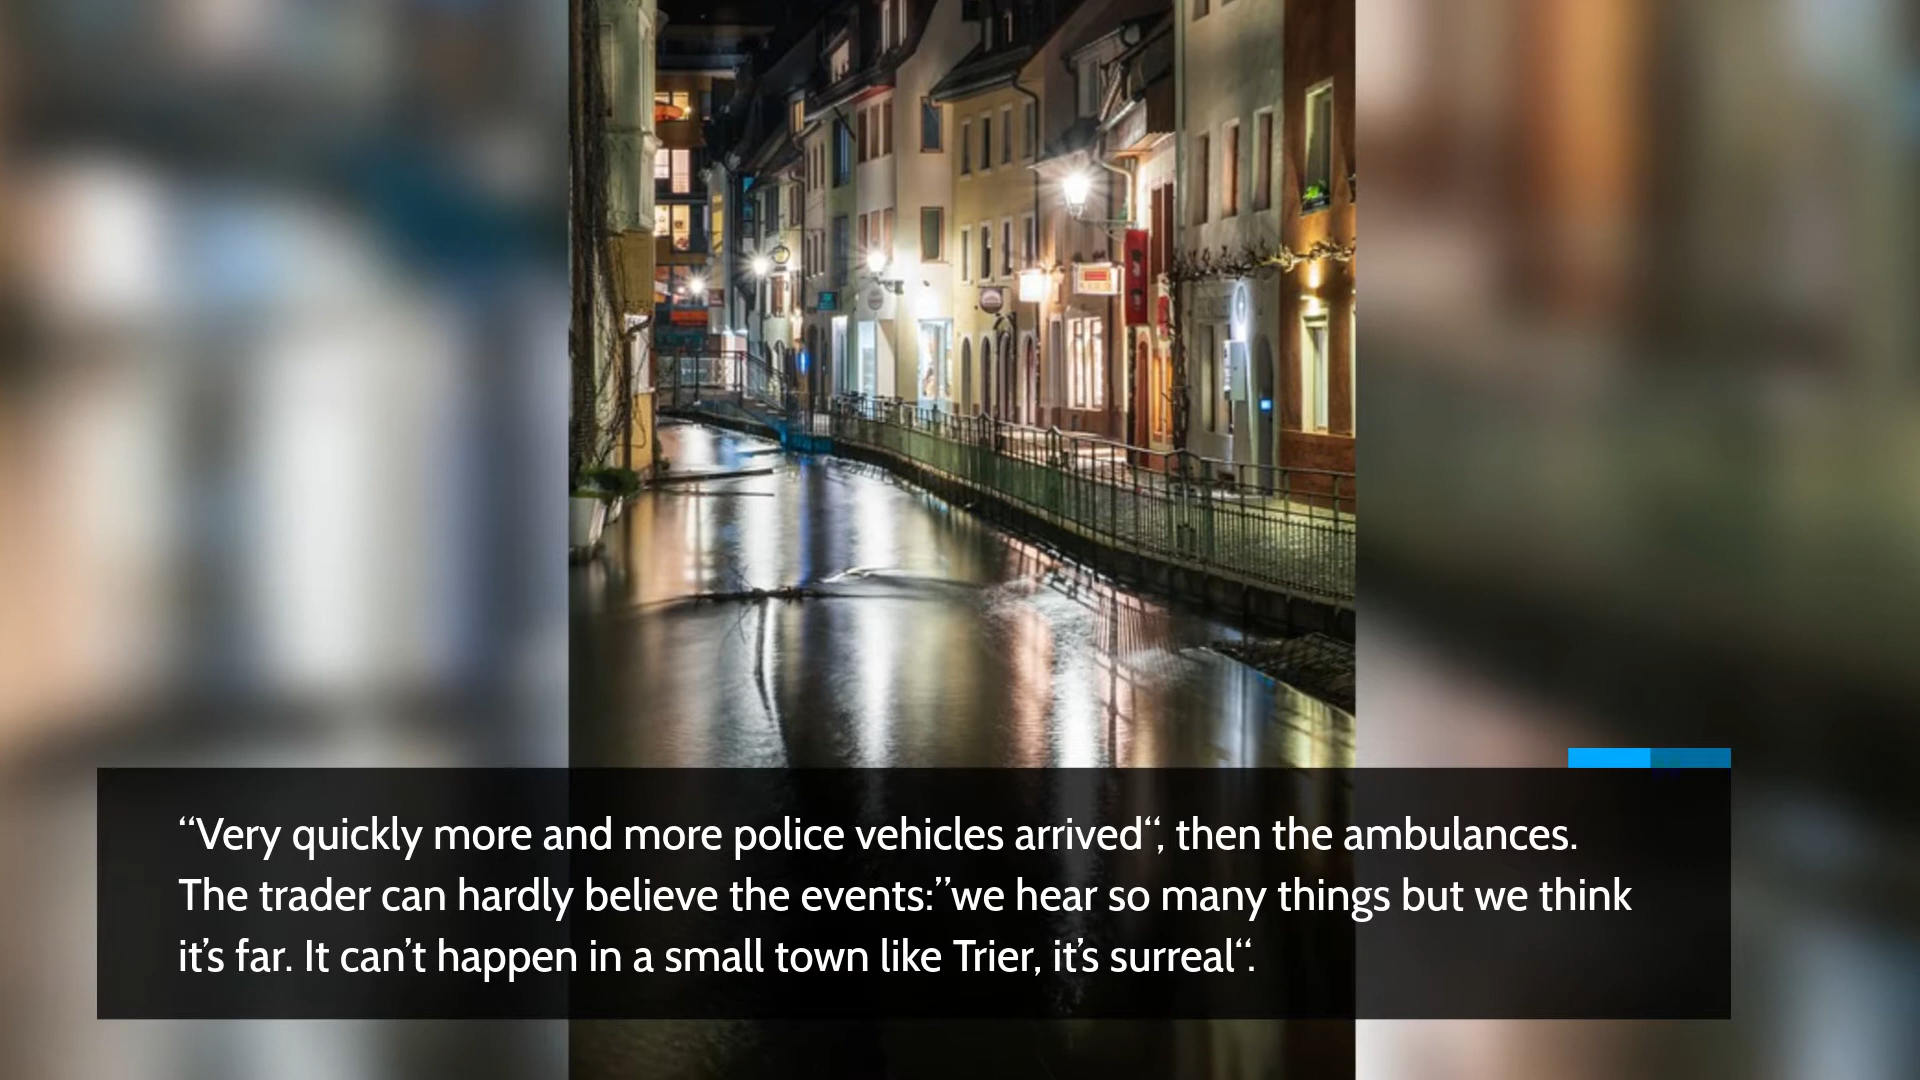 “Very quickly more and more police vehicles arrived“, then the ambulances.
The trader can hardly believe the events:”we hear so many things but we think
it’s far. It can’t happen in a small town like Trier, it’s surreal“.